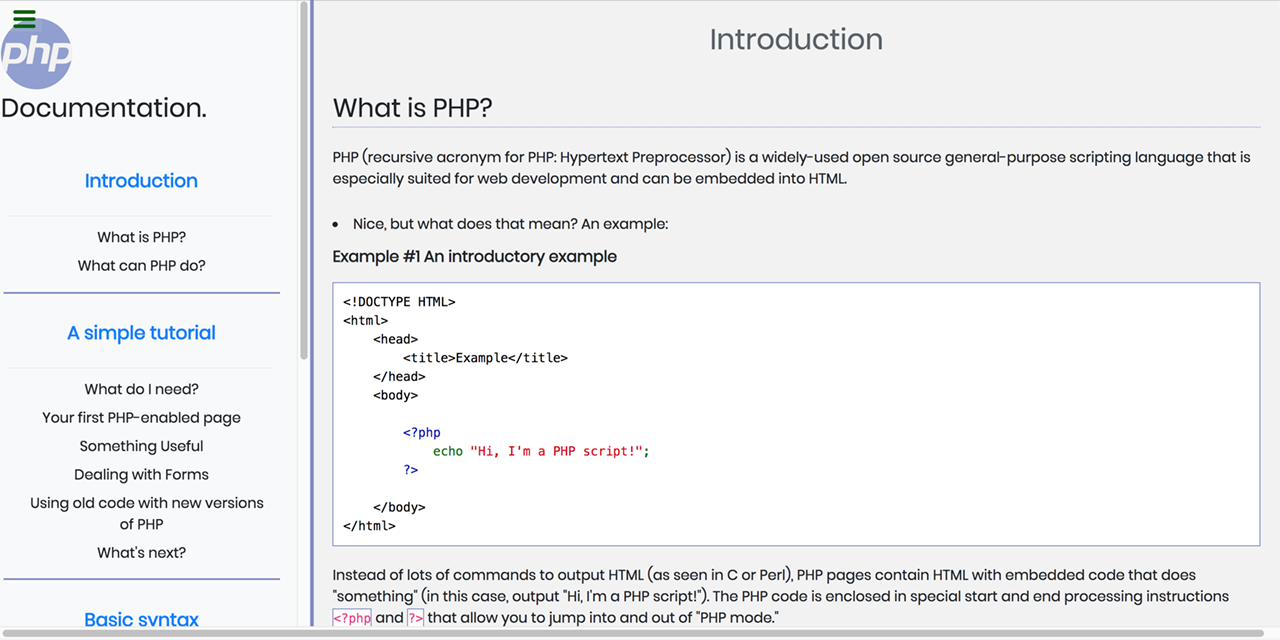 php
Documentation.
Introduction
What is PHP?
What can PHP do?
A simple tutorial
What do I need?
Your first PHP-enabled page
Something Useful
Dealing with Forms
Using old code with new versions
of PHP
What's next?
Basic syntax
Introduction
What is PHP?
PHP (recursive acronym for PHP: Hypertext Preprocessor) is a widely-used open source general-purpose scripting language that is
especially suited for web development and can be embedded into HTML.
• Nice, but what does that mean? An example:
Example #1 An introductory example
<!DOCTYPE HTML>
<html>
    <head>
        <title>Example</title>
    </head>
    <body>
        <?php
            echo "Hi, I'm a PHP script!";
        ?>
    </body>
</html>
Instead of lots of commands to output HTML (as seen in C or Perl), PHP pages contain HTML with embedded code that does
"something" (in this case, output "Hi, I'm a PHP script!"). The PHP code is enclosed in special start and end processing instructions
<?php and ?> that allow you to jump into and out of "PHP mode."